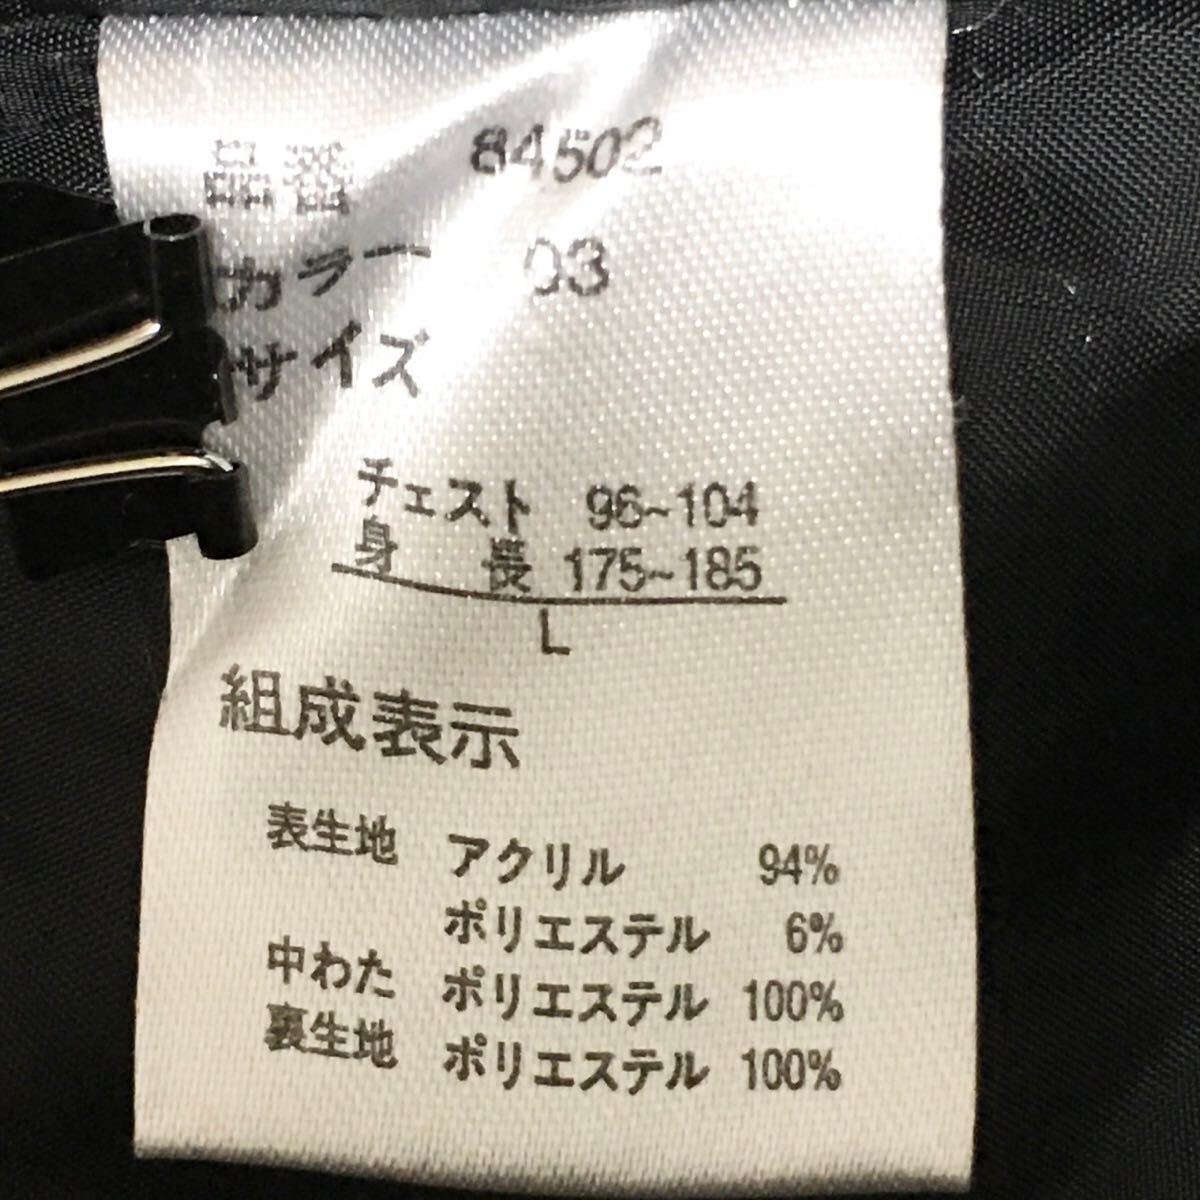 品番 84502
カラー 03
サイズ
チェスト 96~104
身 長 175~185
L
組成表示
表生地 アクリル 94%
ポリエステル 6%
中わた ポリエステル 100%
裏生地 ポリエステル 100%